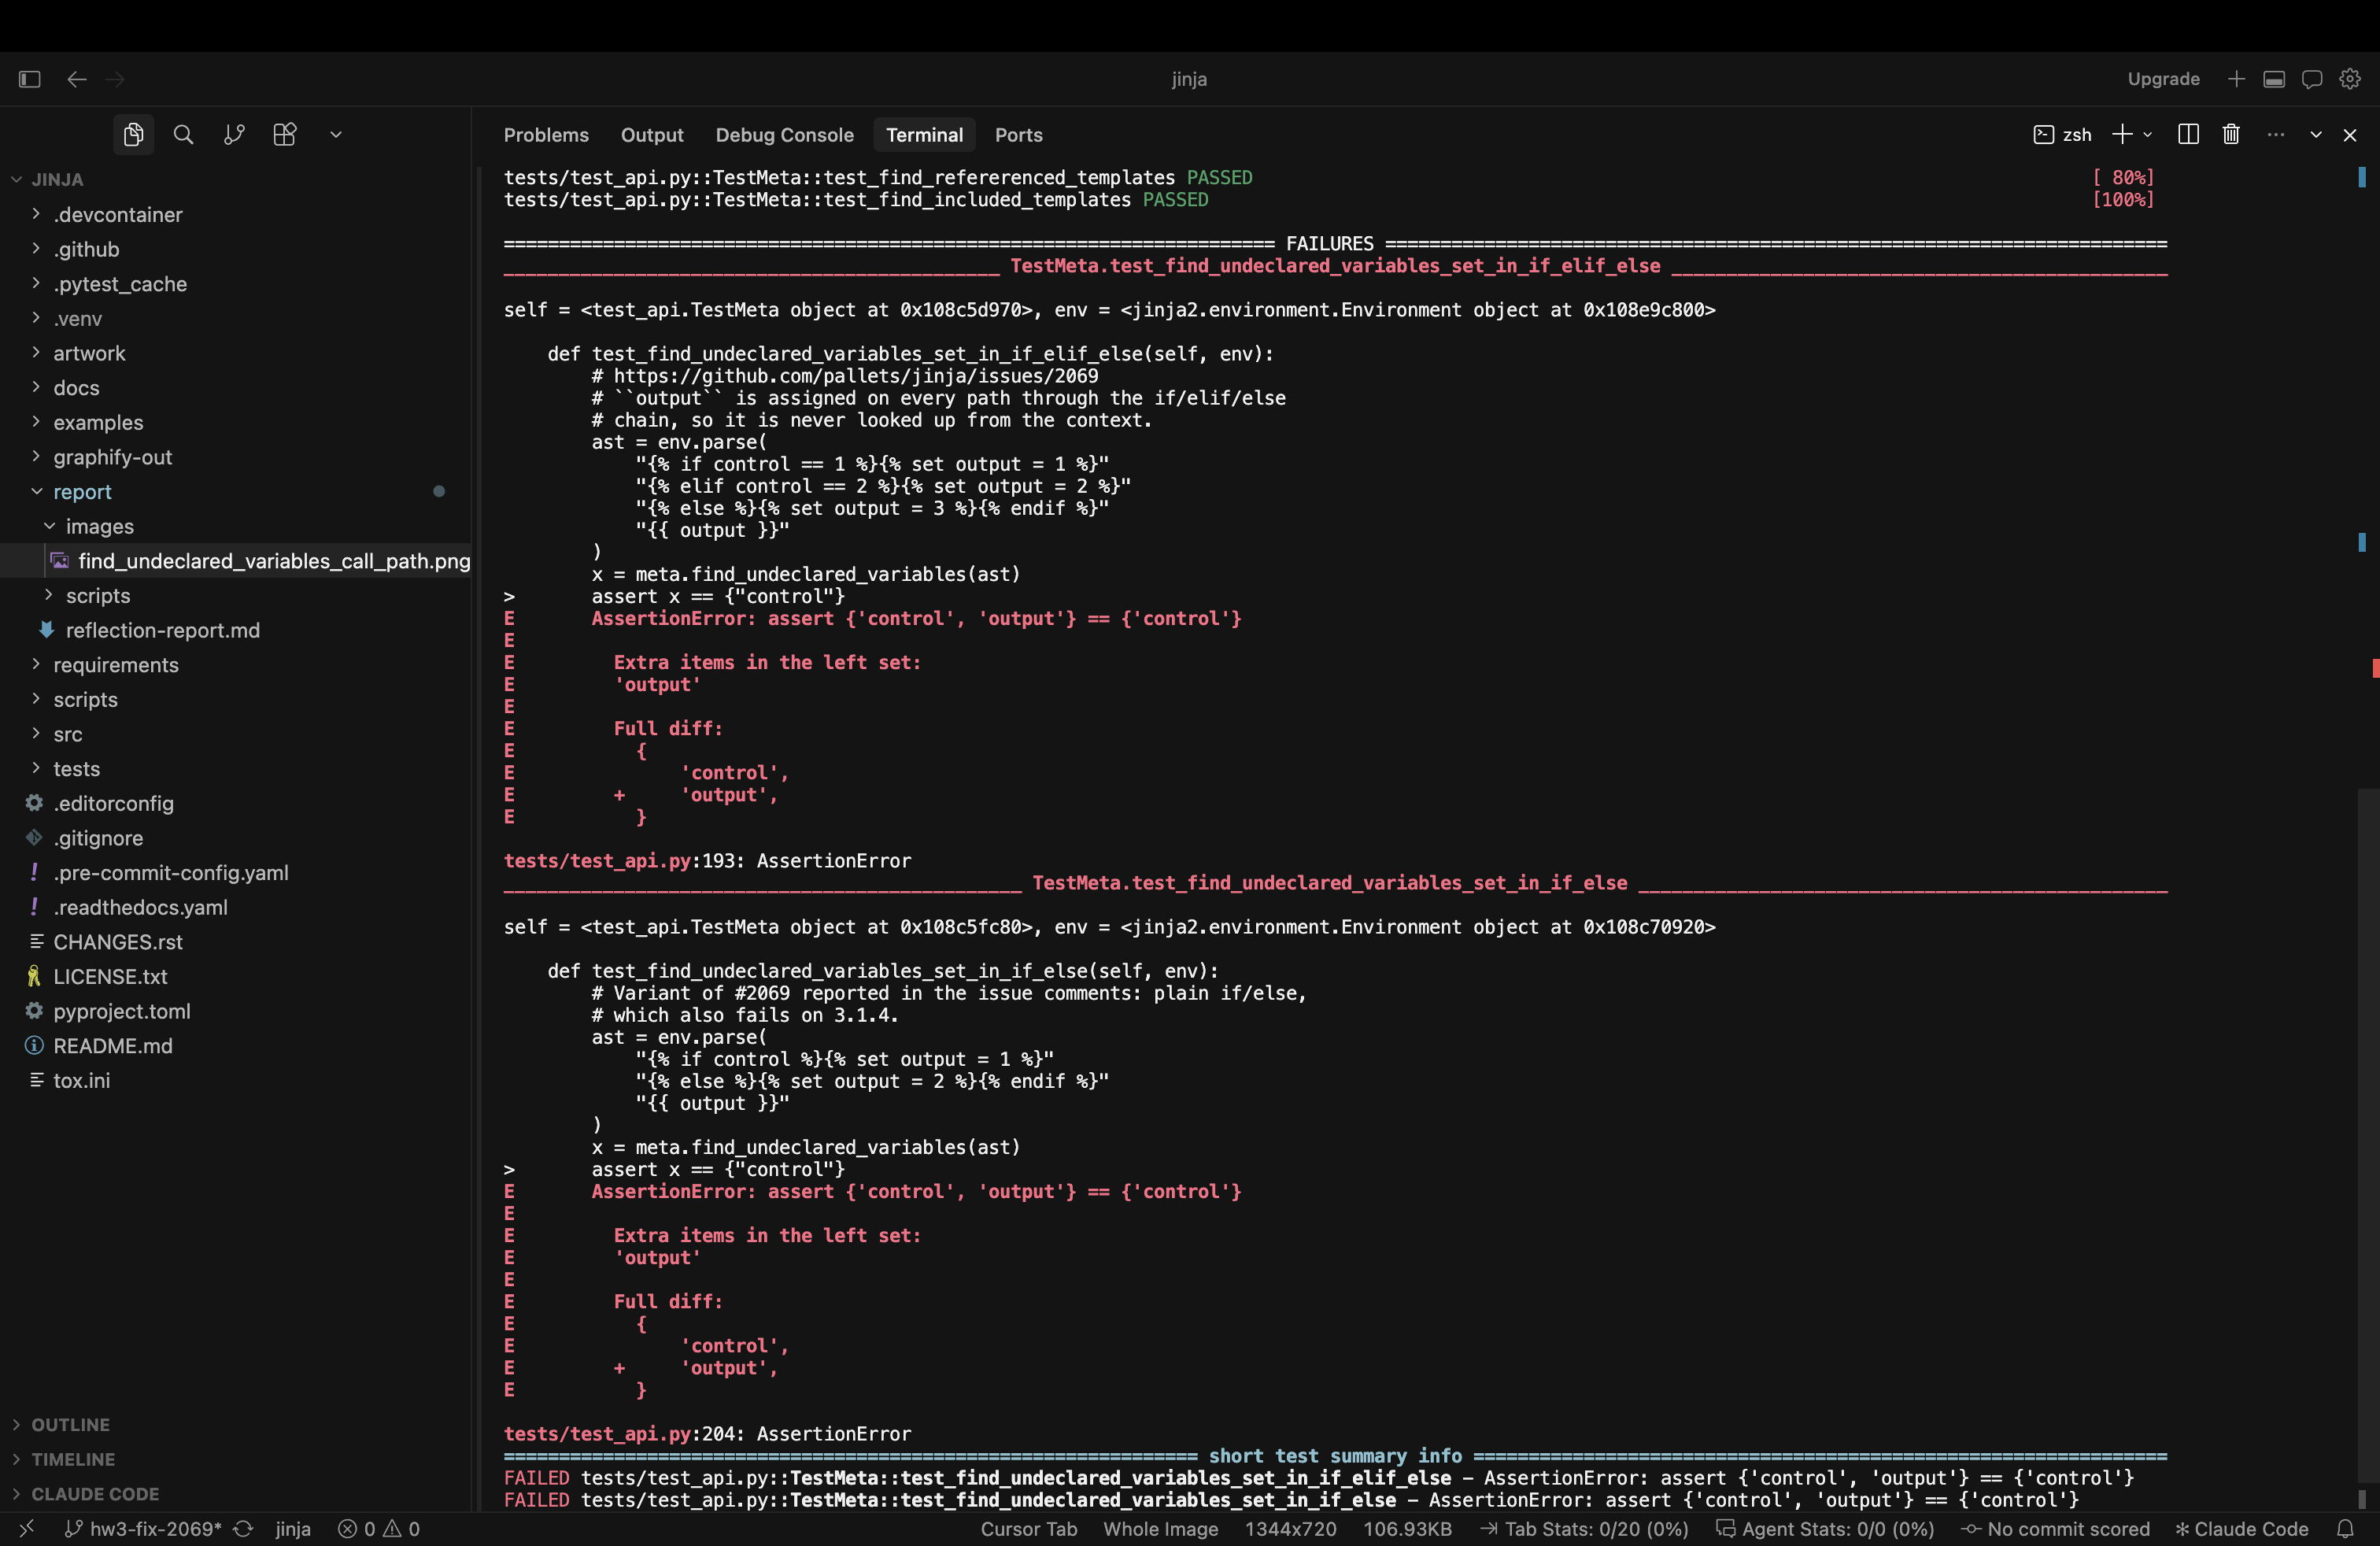 jinja
Upgrade
Problems Output Debug Console Terminal Ports
zsh
JINJA
.devcontainer
.github
.pytest_cache
.venv
artwork
docs
examples
graphify-out
report
images
find_undeclared_variables_call_path.png
scripts
reflection-report.md
requirements
scripts
src
tests
.editorconfig
.gitignore
.pre-commit-config.yaml
.readthedocs.yaml
CHANGES.rst
LICENSE.txt
pyproject.toml
README.md
tox.ini
OUTLINE
TIMELINE
CLAUDE CODE
tests/test_api.py::TestMeta::test_find_refererenced_templates PASSED [ 80%]
tests/test_api.py::TestMeta::test_find_included_templates PASSED [100%]
FAILURES
TestMeta.test_find_undeclared_variables_set_in_if_elif_else
self = <test_api.TestMeta object at 0x108c5d970>, env = <jinja2.environment.Environment object at 0x108e9c800>
def test_find_undeclared_variables_set_in_if_elif_else(self, env):
# https://github.com/pallets/jinja/issues/2069
# ``output`` is assigned on every path through the if/elif/else
# chain, so it is never looked up from the context.
ast = env.parse(
"{% if control == 1 %}{% set output = 1 %}"
"{% elif control == 2 %}{% set output = 2 %}"
"{% else %}{% set output = 3 %}{% endif %}"
"{{ output }}"
)
x = meta.find_undeclared_variables(ast)
> assert x == {"control"}
E AssertionError: assert {'control', 'output'} == {'control'}
E
E Extra items in the left set:
E 'output'
E
E Full diff:
E {
E 'control',
E + 'output',
E }
tests/test_api.py:193: AssertionError
TestMeta.test_find_undeclared_variables_set_in_if_else
self = <test_api.TestMeta object at 0x108c5fc80>, env = <jinja2.environment.Environment object at 0x108c70920>
def test_find_undeclared_variables_set_in_if_else(self, env):
# Variant of #2069 reported in the issue comments: plain if/else,
# which also fails on 3.1.4.
ast = env.parse(
"{% if control %}{% set output = 1 %}"
"{% else %}{% set output = 2 %}{% endif %}"
"{{ output }}"
)
x = meta.find_undeclared_variables(ast)
> assert x == {"control"}
E AssertionError: assert {'control', 'output'} == {'control'}
E
E Extra items in the left set:
E 'output'
E
E Full diff:
E {
E 'control',
E + 'output',
E }
tests/test_api.py:204: AssertionError
short test summary info
FAILED tests/test_api.py::TestMeta::test_find_undeclared_variables_set_in_if_elif_else - AssertionError: assert {'control', 'output'} == {'control'}
FAILED tests/test_api.py::TestMeta::test_find_undeclared_variables_set_in_if_else - AssertionError: assert {'control', 'output'} == {'control'}
hw3-fix-2069* jinja 0 0 Cursor Tab Whole Image 1344x720 106.93KB Tab Stats: 0/20 (0%) Agent Stats: 0/0 (0%) No commit scored Claude Code